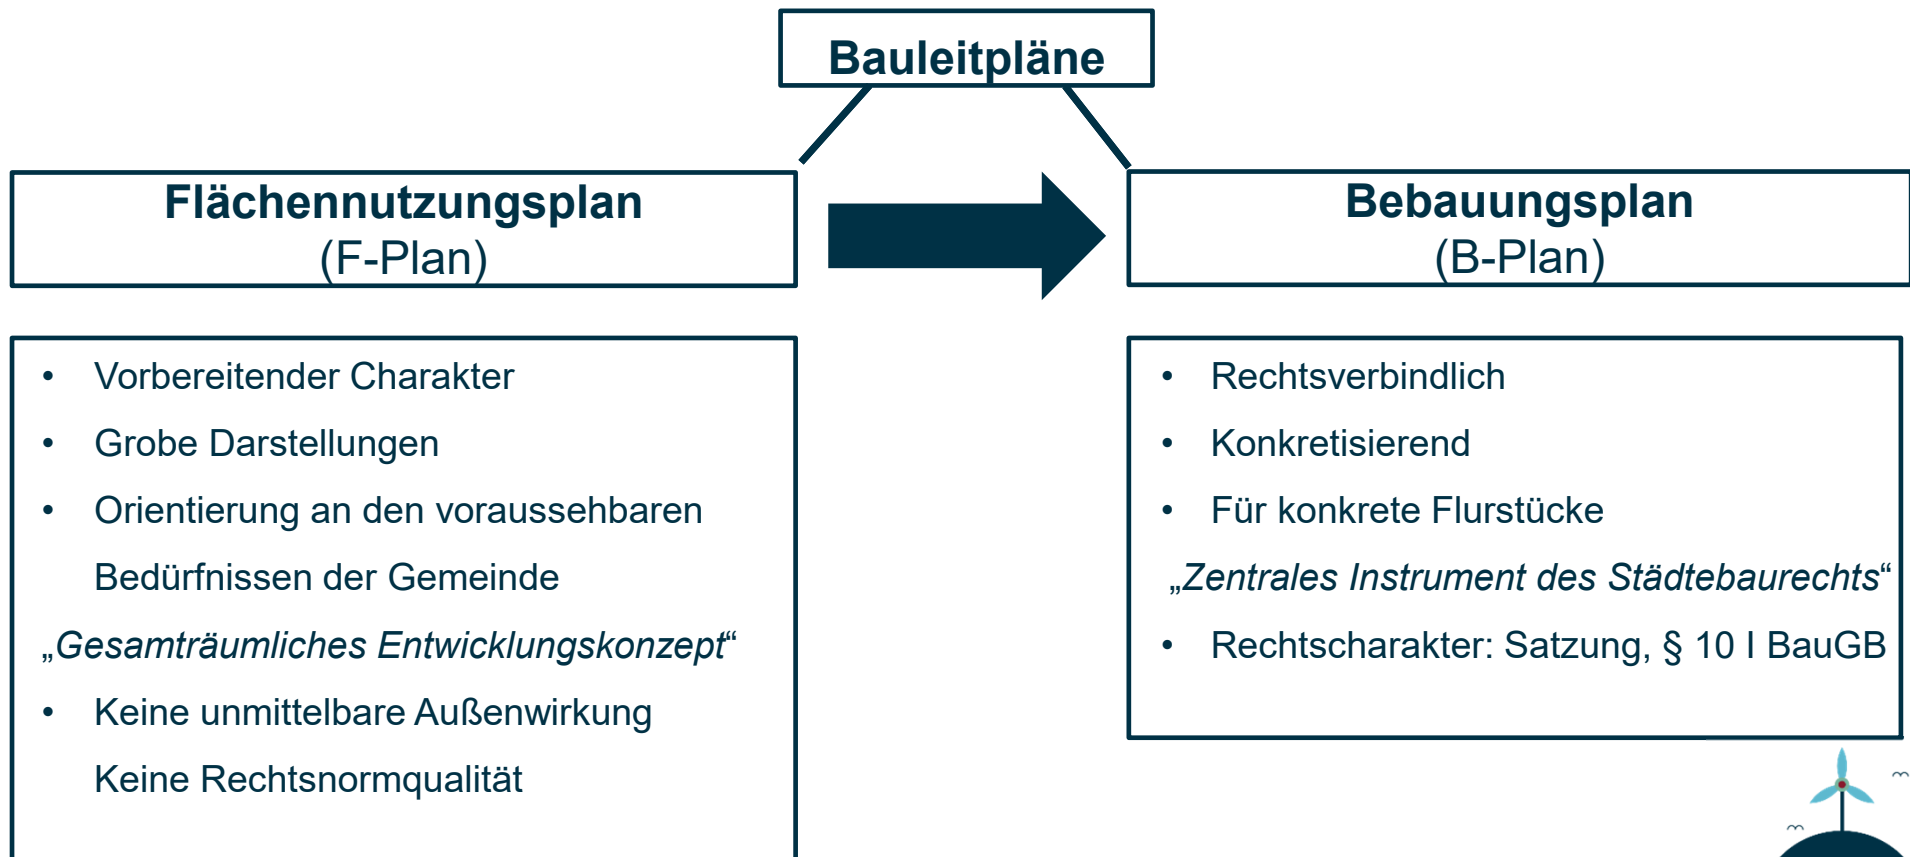 Bauleitpläne
Flächennutzungsplan
(F-Plan)
Bebauungsplan
(B-Plan)
• Vorbereitender Charakter
• Grobe Darstellungen
• Orientierung an den voraussehbaren
Bedürfnissen der Gemeinde
„Gesamträumliches Entwicklungskonzept“
• Keine unmittelbare Außenwirkung
Keine Rechtsnormqualität
• Rechtsverbindlich
• Konkretisierend
• Für konkrete Flurstücke
„Zentrales Instrument des Städtebaurechts“
• Rechtscharakter: Satzung, § 10 I BauGB